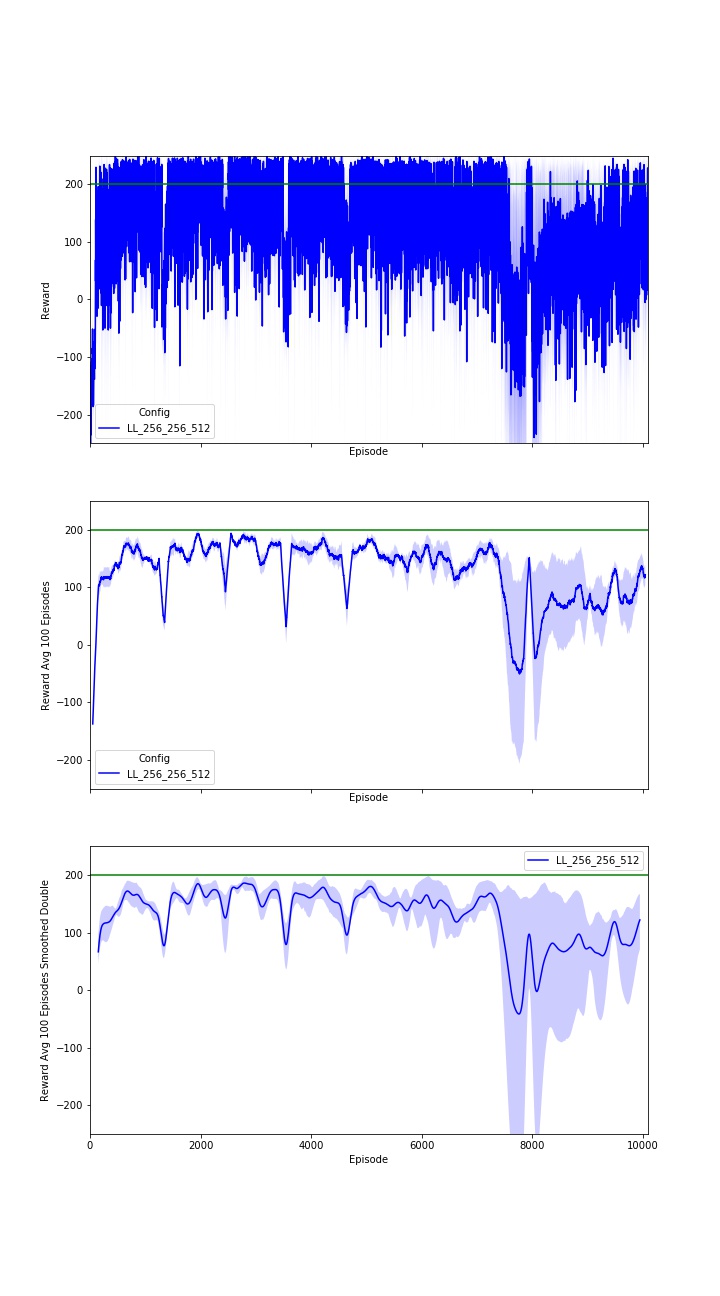 200
100
0
−100
−200
Reward
Config
LL_256_256_512
Episode
200
100
0
−100
−200
Reward Avg 100 Episodes
Config
LL_256_256_512
Episode
200
100
0
−100
−200
Reward Avg 100 Episodes Smoothed Double
LL_256_256_512
0 2000 4000 6000 8000 10000
Episode